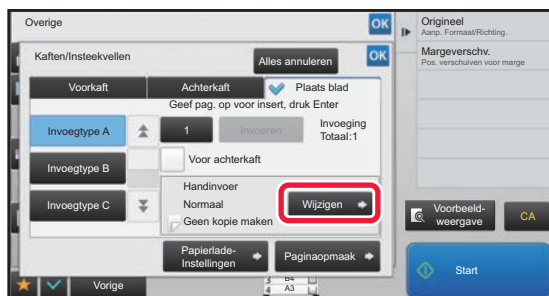 Overige
OK
Kaften/Insteekvellen
Alles annuleren
OK
Voorkaft
Achterkaft
Plaats blad
Geef pag. op voor insert, druk Enter
Invoegtype A
1
Invoeren
Invoeging
Totaal:1
Invoegtype B
Voor achterkaft
Invoegtype C
Handinvoer
Normaal
Wijzigen
Geen kopie maken
Papierlade-
Instellingen
Paginaopmaak
Vorige
B4
A3
Origineel
Aanp. Formaat/Richting.
Margeverschv.
Pos. verschuiven voor marge
Voorbeeld-
weergave
CA
Start